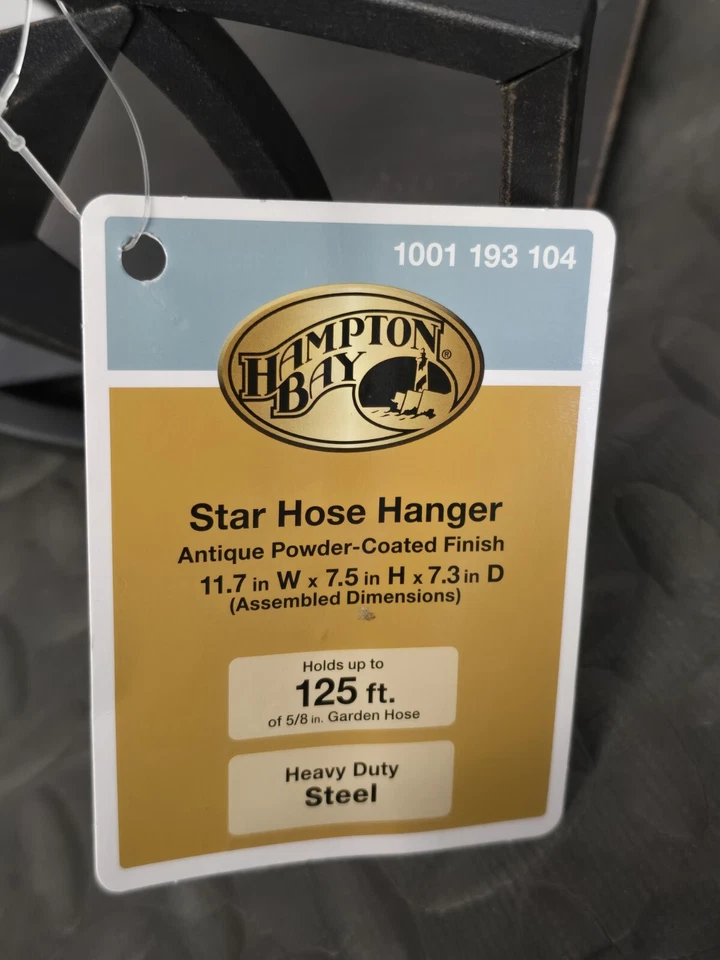 1001 193 104
HAMPTON
BAY®
Star Hose Hanger
Antique Powder-Coated Finish
11.7 in W x 7.5 in H x 7.3 in D
(Assembled Dimensions)
Holds up to
125 ft.
of 5/8 in. Garden Hose
Heavy Duty
Steel